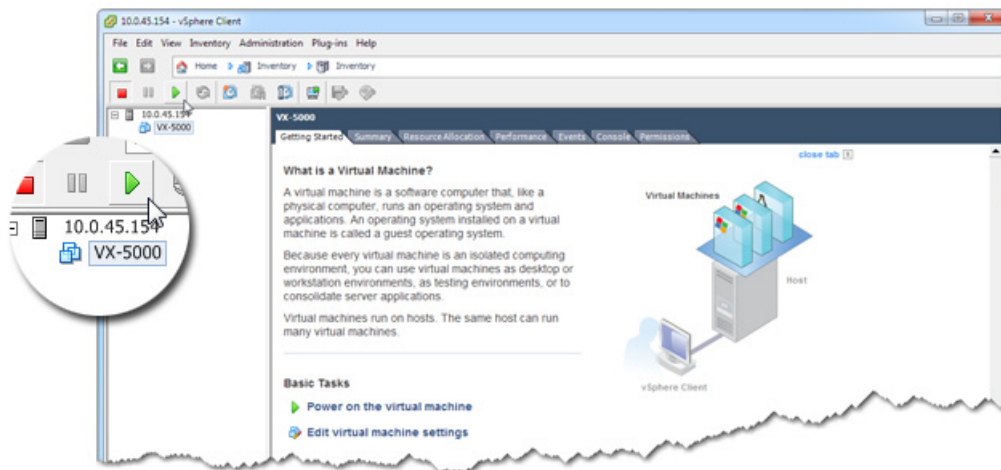 10.0.45.154 - vSphere Client
File Edit View Inventory Administration Plug-ins Help
Home Inventory Inventory
10.0.45.154
VX-5000
VX-5000
Getting Started Summary Resource Allocation Performance Events Console Permissions
close tab
What is a Virtual Machine?
A virtual machine is a software computer that, like a
physical computer, runs an operating system and
applications. An operating system installed on a virtual
machine is called a guest operating system.
Because every virtual machine is an isolated computing
environment, you can use virtual machines as desktop or
workstation environments, as testing environments, or to
consolidate server applications.
Virtual machines run on hosts. The same host can run
many virtual machines.
Basic Tasks
Power on the virtual machine
Edit virtual machine settings
Virtual Machines
Host
vSphere Client
10.0.45.154
VX-5000